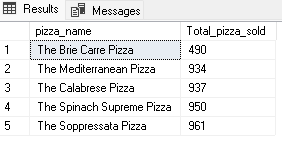 Results Messages
pizza_name Total_pizza_sold
1 The Brie Carre Pizza 490
2 The Mediterranean Pizza 934
3 The Calabrese Pizza 937
4 The Spinach Supreme Pizza 950
5 The Soppressata Pizza 961